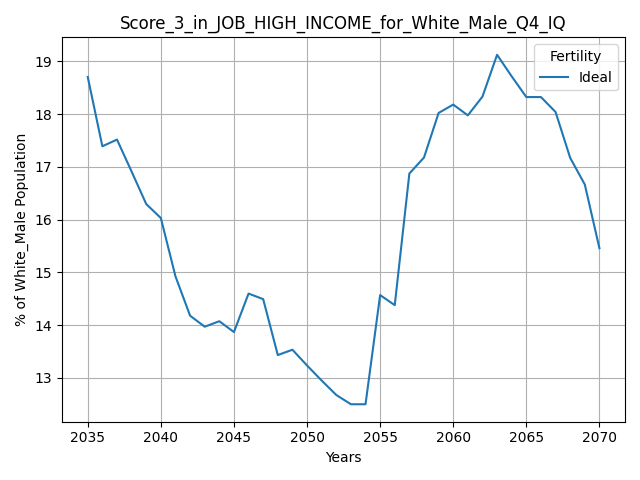 Score_3_in_JOB_HIGH_INCOME_for_White_Male_Q4_IQ
Fertility
Ideal
19
18
17
16
15
14
13
% of White_Male Population
2035 2040 2045 2050 2055 2060 2065 2070
Years